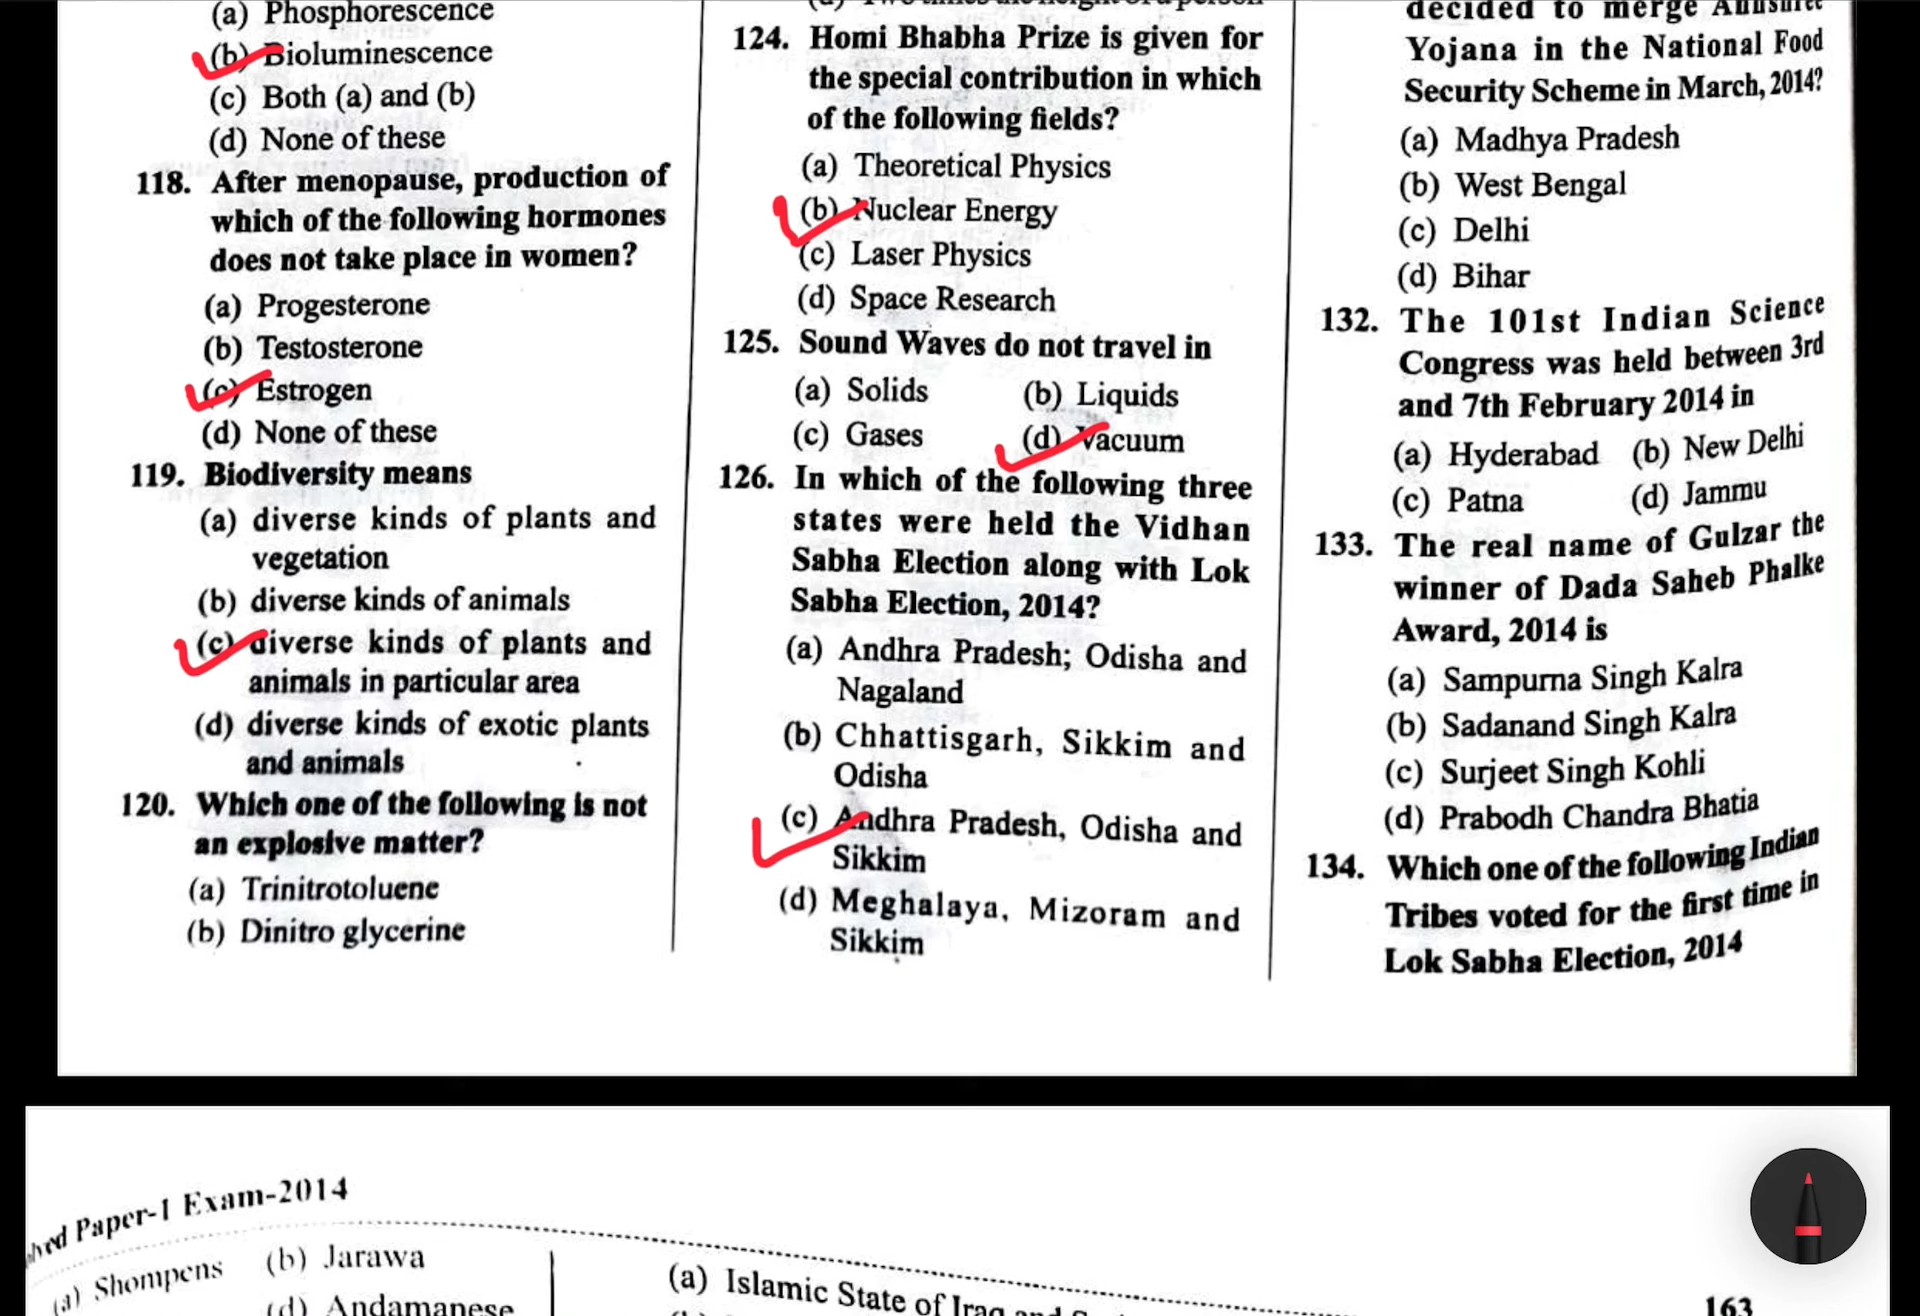 (a) Phosphorescence
(b) Bioluminescence
(c) Both (a) and (b)
(d) None of these
118. After menopause, production of
which of the following hormones
does not take place in women?
(a) Progesterone
(b) Testosterone
(c) Estrogen
(d) None of these
119. Biodiversity means
(a) diverse kinds of plants and
vegetation
(b) diverse kinds of animals
(c) diverse kinds of plants and
animals in particular area
(d) diverse kinds of exotic plants
and animals
120. Which one of the following is not
an explosive matter?
(a) Trinitrotoluene
(b) Dinitro glycerine
124. Homi Bhabha Prize is given for
the special contribution in which
of the following fields?
(a) Theoretical Physics
(b) Nuclear Energy
(c) Laser Physics
(d) Space Research
125. Sound Waves do not travel in
(a) Solids (b) Liquids
(c) Gases (d) Vacuum
126. In which of the following three
states were held the Vidhan
Sabha Election along with Lok
Sabha Election, 2014?
(a) Andhra Pradesh; Odisha and
Nagaland
(b) Chhattisgarh, Sikkim and
Odisha
(c) Andhra Pradesh, Odisha and
Sikkim
(d) Meghalaya, Mizoram and
Sikkim
decided to merge
Yojana in the National Food
Security Scheme in March, 2014?
(a) Madhya Pradesh
(b) West Bengal
(c) Delhi
(d) Bihar
132. The 101st Indian Science
Congress was held between 3rd
and 7th February 2014 in
(a) Hyderabad (b) New Delhi
(c) Patna (d) Jammu
133. The real name of Gulzar the
winner of Dada Saheb Phalke
Award, 2014 is
(a) Sampurna Singh Kalra
(b) Sadanand Singh Kalra
(c) Surjeet Singh Kohli
(d) Prabodh Chandra Bhatia
134. Which one of the following Indian
Tribes voted for the first time in
Lok Sabha Election, 2014
Paper-1 Exam-2014
(a) Shompens (b) Jarawa
(d) Andamanese
(a) Islamic State of Iraq and
163